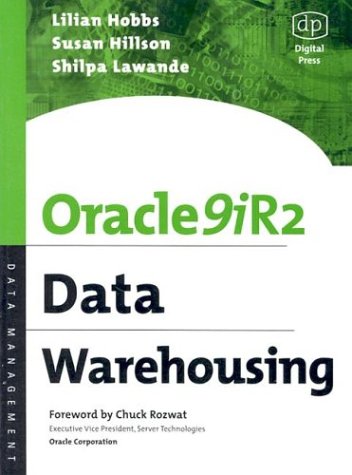 Lilian Hobbs
Susan Hillson
Shilpa Lawande
dp
Digital
Press
Oracle9iR2
Data
Warehousing
DATA MANAGEMENT
Foreword by Chuck Rozwat
Executive Vice President, Server Technologies
Oracle Corporation